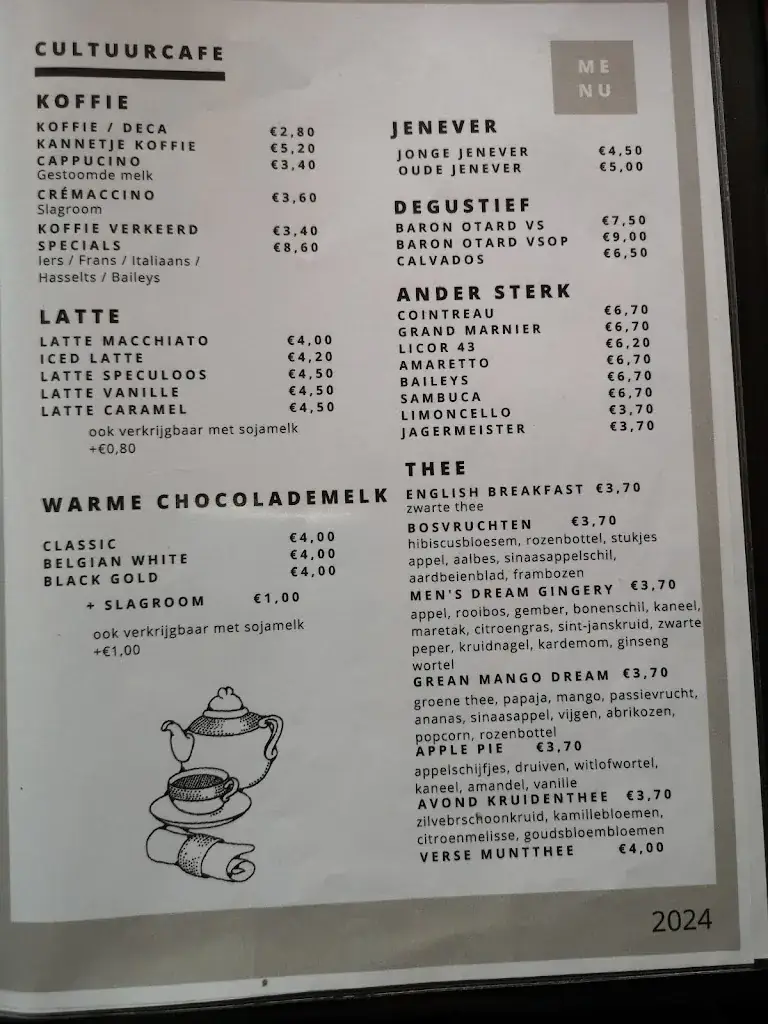 CULTUURCAFE
ME
NU
KOFFIE
KOFFIE / DECA €2,80
KANNETJE KOFFIE €5,20
CAPPUCINO €3,40
Gestoomde melk
CRÉMACCINO €3,60
Slagroom
KOFFIE VERKEERD €3,40
SPECIALS €8,60
Iers / Frans / Italiaans /
Hasselts / Baileys
LATTE
LATTE MACCHIATO €4,00
ICED LATTE €4,20
LATTE SPECULOOS €4,50
LATTE VANILLE €4,50
LATTE CARAMEL €4,50
ook verkrijgbaar met sojamelk
+€0,80
WARME CHOCOLADEMELK
CLASSIC €4,00
BELGIAN WHITE €4,00
BLACK GOLD €4,00
+ SLAGROOM €1,00
ook verkrijgbaar met sojamelk
+€1,00
JENEVER
JONGE JENEVER €4,50
OUDE JENEVER €5,00
DEGUSTIEF
BARON OTARD VS €7,50
BARON OTARD VSOP €9,00
CALVADOS €6,50
ANDER STERK
COINTREAU €6,70
GRAND MARNIER €6,70
LICOR 43 €6,20
AMARETTO €6,70
BAILEYS €6,70
SAMBUCA €6,70
LIMONCELLO €3,70
JAGERMEISTER €3,70
THEE
ENGLISH BREAKFAST €3,70
zwarte thee
BOSVRUCHTEN €3,70
hibiscusbloesem, rozenbottel, stukjes
appel, aalbes, sinaasappelschil,
aardbeienblad, frambozen
MEN'S DREAM GINGERY €3,70
appel, rooibos, gember, bonenschil, kaneel,
maretak, citroengras, sint-janskruid, zwarte
peper, kruidnagel, kardemom, ginseng
wortel
GREAN MANGO DREAM €3,70
groene thee, papaja, mango, passievrucht,
ananas, sinaasappel, vijgen, abrikozen,
popcorn, rozenbottel
APPLE PIE €3,70
appelschijfjes, druiven, witlofwortel,
kaneel, amandel, vanille
AVOND KRUIDENTHEE €3,70
zilvebrschoonkruid, kamillebloemen,
citroenmelisse, goudsbloembloemen
VERSE MUNTTHEE €4,00
2024